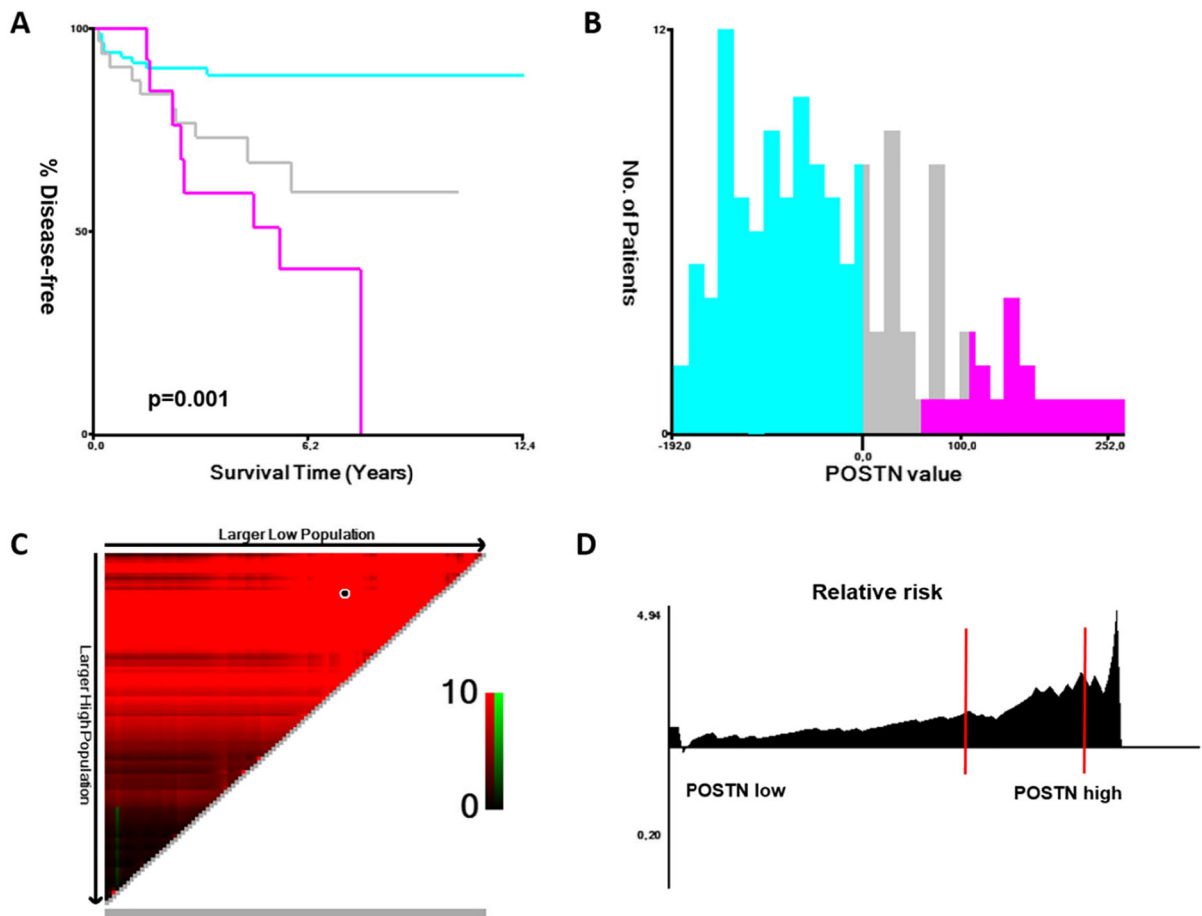 A
100
50
0
% Disease-free
p=0.001
0,0
6,2
12,4
Survival Time (Years)
B
12
0
No. of Patients
-192,0
0,0
100,0
252,0
POSTN value
C
Larger Low Population
Larger High Population
10
0
D
Relative risk
4,94
POSTN low
POSTN high
0,20